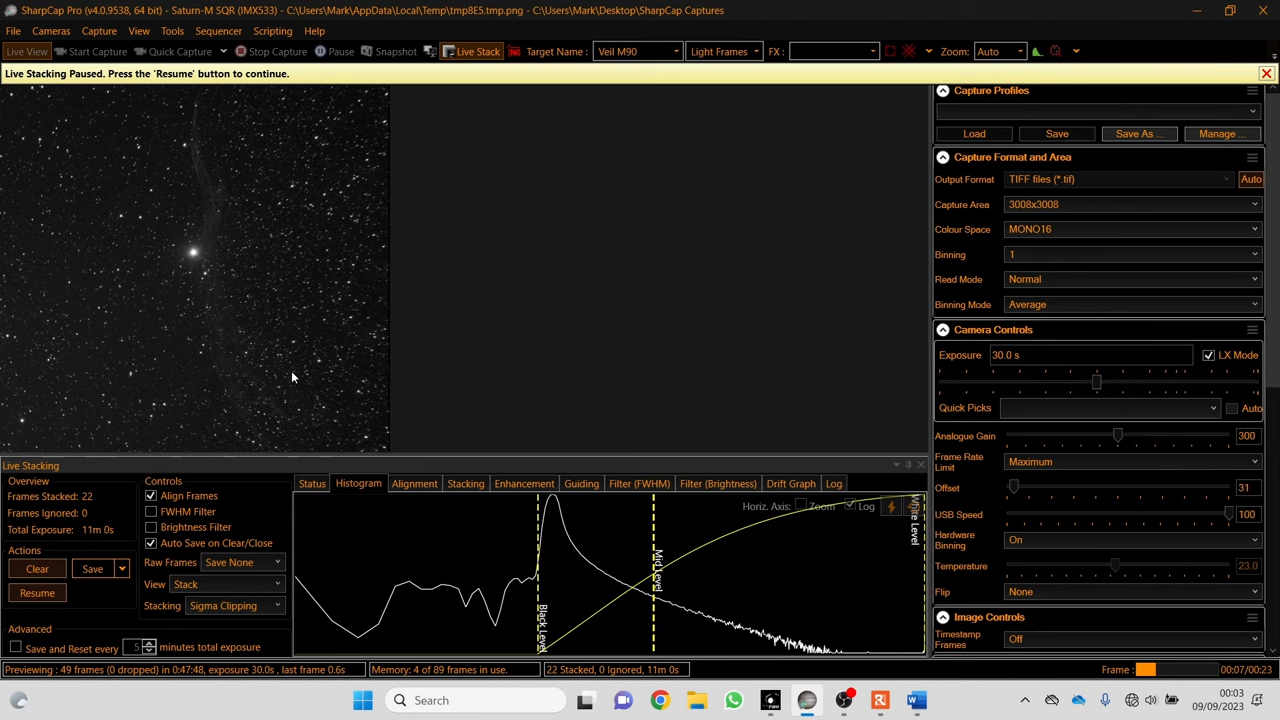 SharpCap Pro (v4.0.9538, 64 bit) - Saturn-M SQR (IMX533) - C:\Users\Mark\AppData\Local\Temp\tmp8E5.tmp.png - C:\Users\Mark\Desktop\SharpCap Captures
File Cameras Capture View Tools Sequencer Scripting Help
Live View Start Capture Quick Capture Stop Capture Pause Snapshot Live Stack Target Name : Veil M90 Light Frames FX : Zoom: Auto
Live Stacking Paused. Press the 'Resume' button to continue.
Capture Profiles
Load Save Save As ... Manage ...
Capture Format and Area
Output Format TIFF files (*.tif) Auto
Capture Area 3008x3008
Colour Space MONO16
Binning 1
Read Mode Normal
Binning Mode Average
Camera Controls
Exposure 30.0 s LX Mode
Quick Picks Auto
Analogue Gain 300
Frame Rate Limit Maximum
Offset 31
USB Speed 100
Hardware Binning On
Temperature 23.0
Flip None
Image Controls
Timestamp Frames Off
Live Stacking
Overview
Frames Stacked: 22
Frames Ignored: 0
Total Exposure: 11m 0s
Actions
Clear Save
Resume
Advanced
Save and Reset every 5 minutes total exposure
Controls
Align Frames
FWHM Filter
Brightness Filter
Auto Save on Clear/Close
Raw Frames Save None
View Stack
Stacking Sigma Clipping
Status Histogram Alignment Stacking Enhancement Guiding Filter (FWHM) Filter (Brightness) Drift Graph Log
Horiz. Axis: Zoom Log
Black Level
Mid Level
White Level
Previewing : 49 frames (0 dropped) in 0:47:48, exposure 30.0s, last frame 0.6s
Memory: 4 of 89 frames in use.
22 Stacked, 0 Ignored, 11m 0s
Frame : 00:07/00:23
Search
00:03
09/09/2023